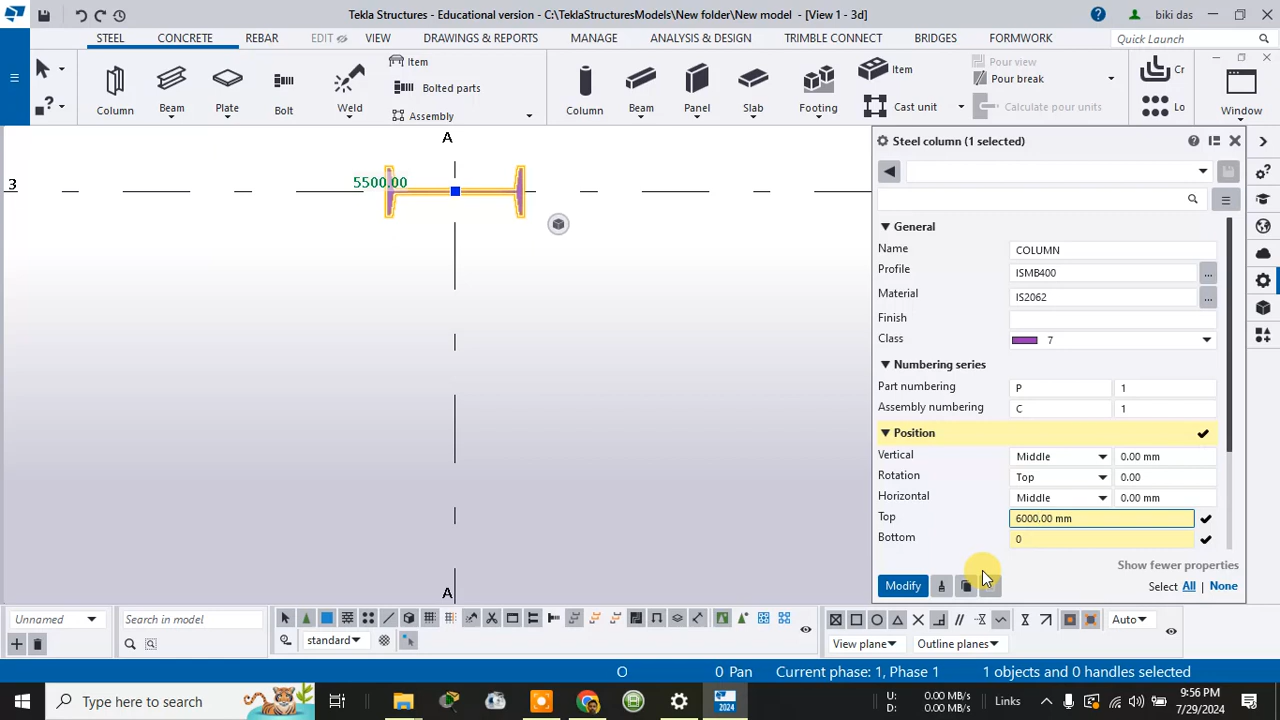 Tekla Structures - Educational version - C:\TeklaStructuresModels\New folder\New model - [View 1 - 3d]
biki das
STEEL CONCRETE REBAR EDIT VIEW DRAWINGS & REPORTS MANAGE ANALYSIS & DESIGN TRIMBLE CONNECT BRIDGES FORMWORK Quick Launch
Item
Bolted parts
Assembly
Column Beam Plate Bolt Weld
Column Beam Panel Slab Footing
Item
Cast unit
Pour view
Pour break
Calculate pour units
Cr
Lo
Window
A
3
5500.00
A
Steel column (1 selected)
General
Name COLUMN
Profile ISMB400 ...
Material IS2062 ...
Finish
Class 7
Numbering series
Part numbering P 1
Assembly numbering C 1
Position
Vertical Middle 0.00 mm
Rotation Top 0.00
Horizontal Middle 0.00 mm
Top 6000.00 mm
Bottom 0
Show fewer properties
Modify Select All | None
Unnamed Search in model
standard
Auto
View plane Outline planes
O 0 Pan Current phase: 1, Phase 1 1 objects and 0 handles selected
Type here to search
2024
U: 0.00 MB/s
D: 0.00 MB/s
Links
9:56 PM
7/29/2024